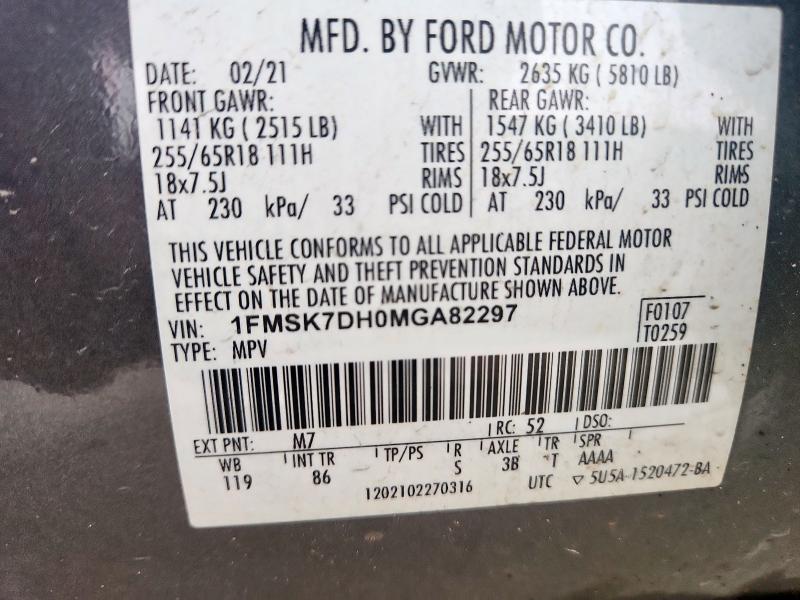 MFD. BY FORD MOTOR CO.
DATE: 02/21 GVWR: 2635 KG ( 5810 LB)
FRONT GAWR: REAR GAWR:
1141 KG ( 2515 LB) WITH 1547 KG ( 3410 LB) WITH
255/65R18 111H TIRES 255/65R18 111H TIRES
18x7.5J RIMS 18x7.5J RIMS
AT 230 kPa/ 33 PSI COLD AT 230 kPa/ 33 PSI COLD
THIS VEHICLE CONFORMS TO ALL APPLICABLE FEDERAL MOTOR
VEHICLE SAFETY AND THEFT PREVENTION STANDARDS IN
EFFECT ON THE DATE OF MANUFACTURE SHOWN ABOVE.
VIN: 1FMSK7DH0MGA82297 F0107
TYPE: MPV T0259
EXT PNT: M7 RC: 52 DSO:
WB INT TR TP/PS R AXLE TR SPR
119 86 S 3B T AAAA
1202102270316 UTC ▽ 5U5A-1520472-BA